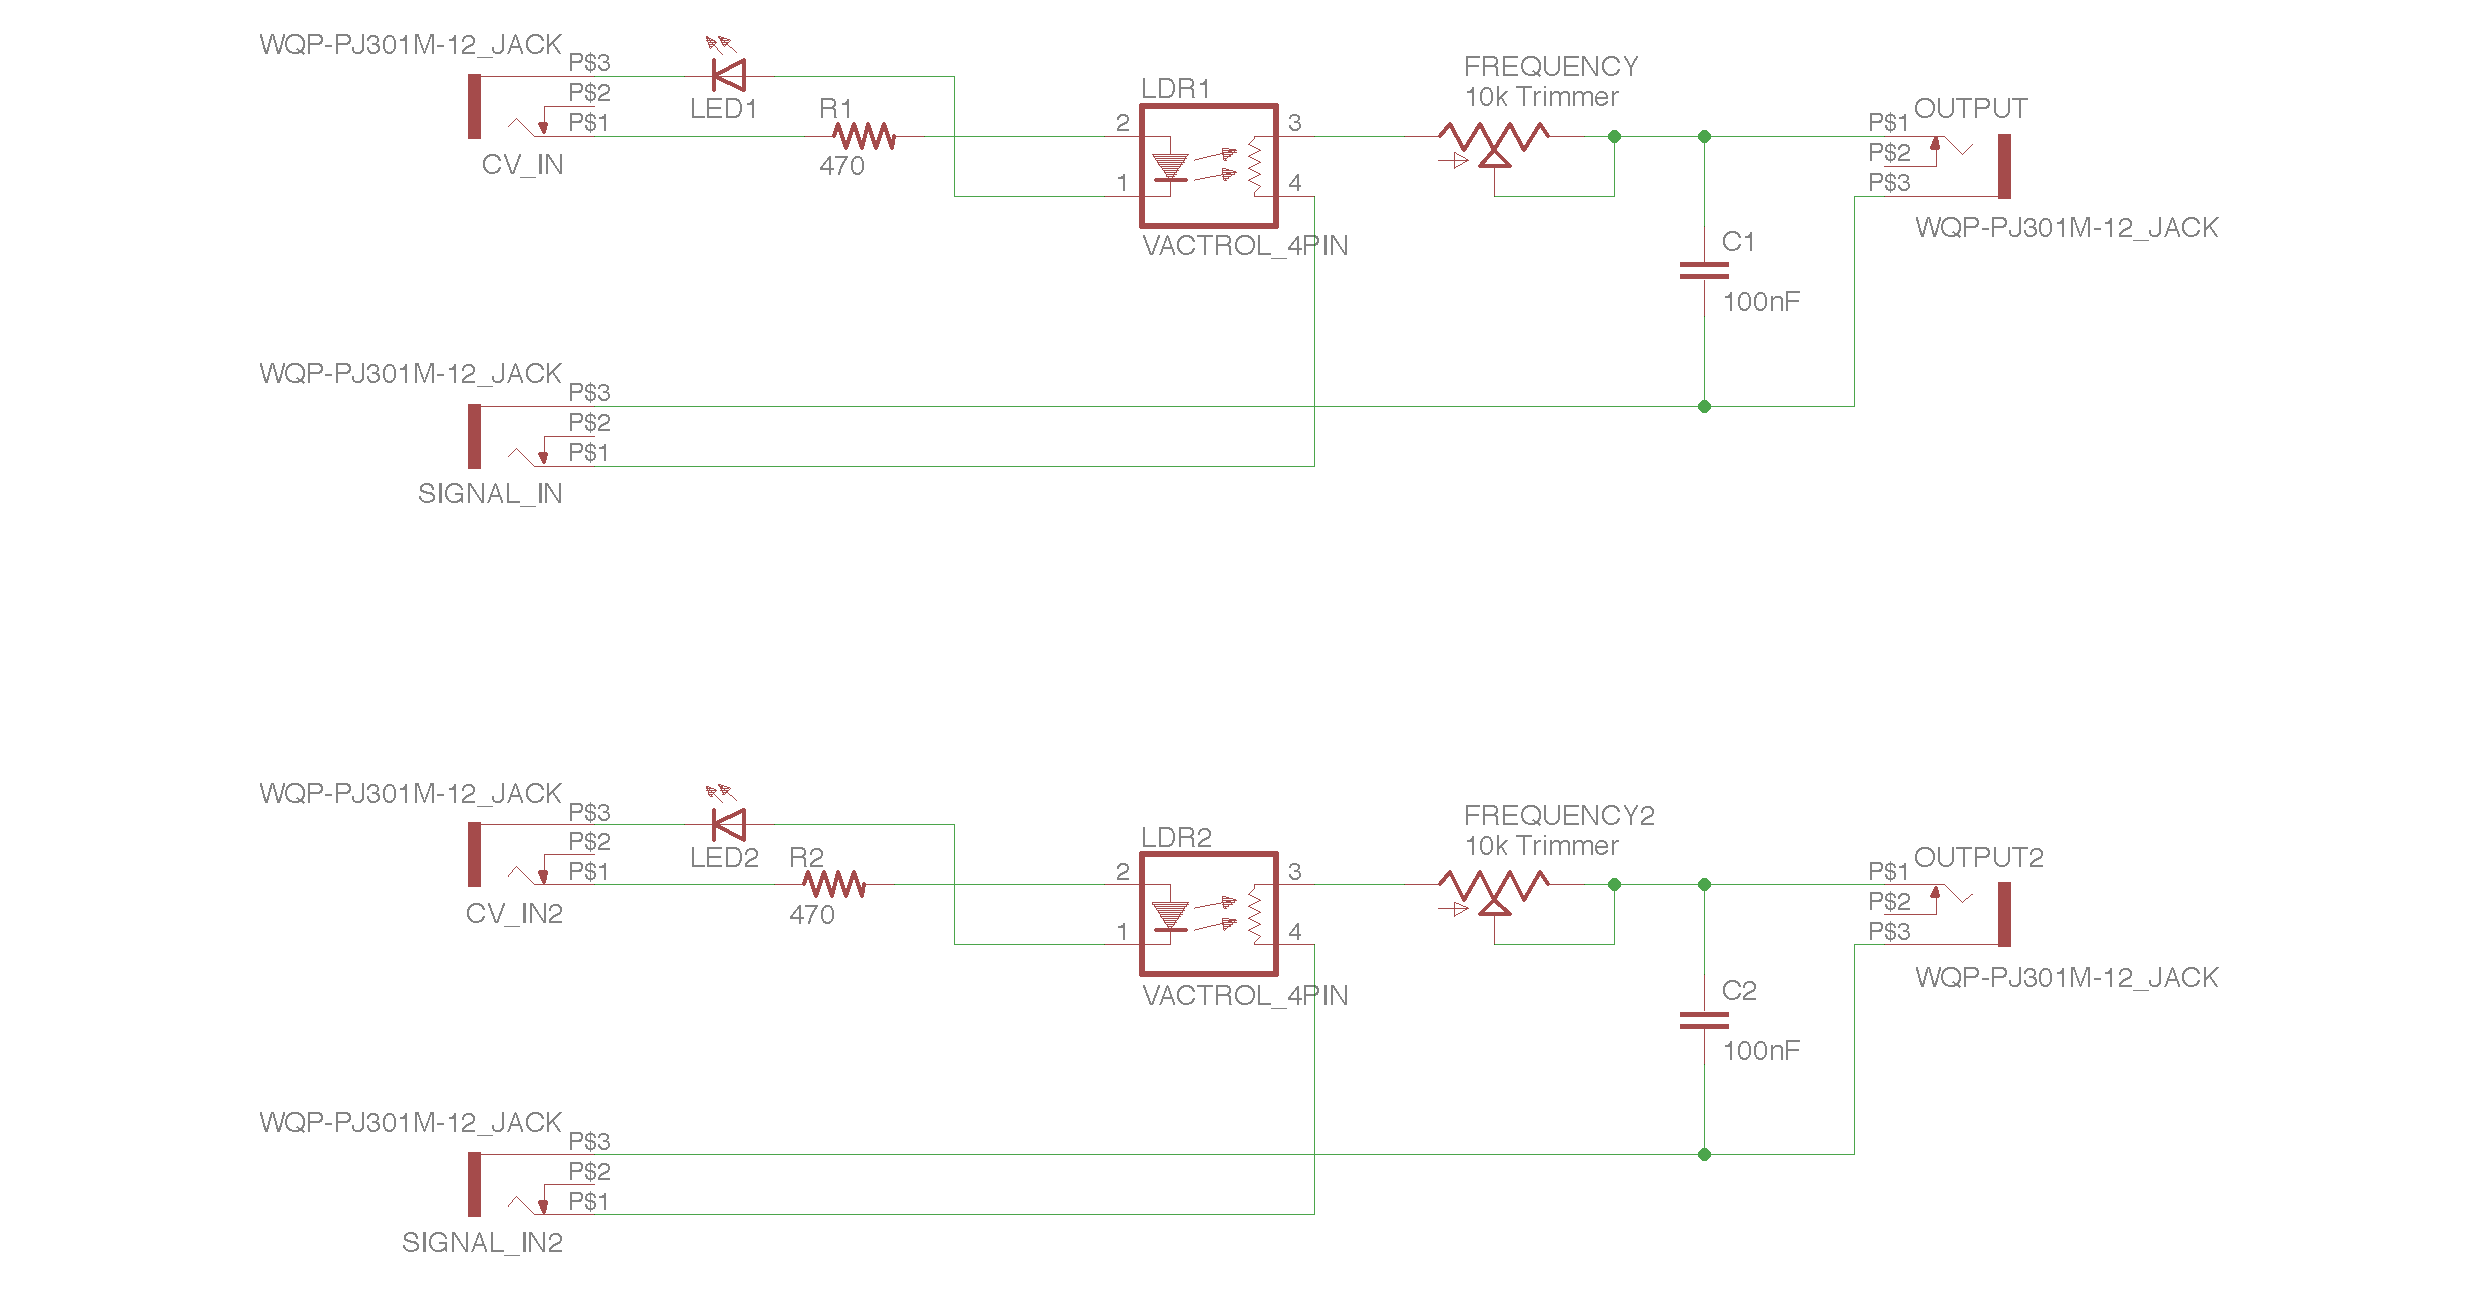 WQP-PJ301M-12_JACK
P$3
P$2
P$1
CV_IN
LED1
R1
470
LDR1
2
1
3
4
VACTROL_4PIN
FREQUENCY
10k Trimmer
P$1
P$2
P$3
OUTPUT
WQP-PJ301M-12_JACK
C1
100nF
WQP-PJ301M-12_JACK
P$3
P$2
P$1
SIGNAL_IN
WQP-PJ301M-12_JACK
P$3
P$2
P$1
CV_IN2
LED2
R2
470
LDR2
2
1
3
4
VACTROL_4PIN
FREQUENCY2
10k Trimmer
P$1
P$2
P$3
OUTPUT2
WQP-PJ301M-12_JACK
C2
100nF
WQP-PJ301M-12_JACK
P$3
P$2
P$1
SIGNAL_IN2